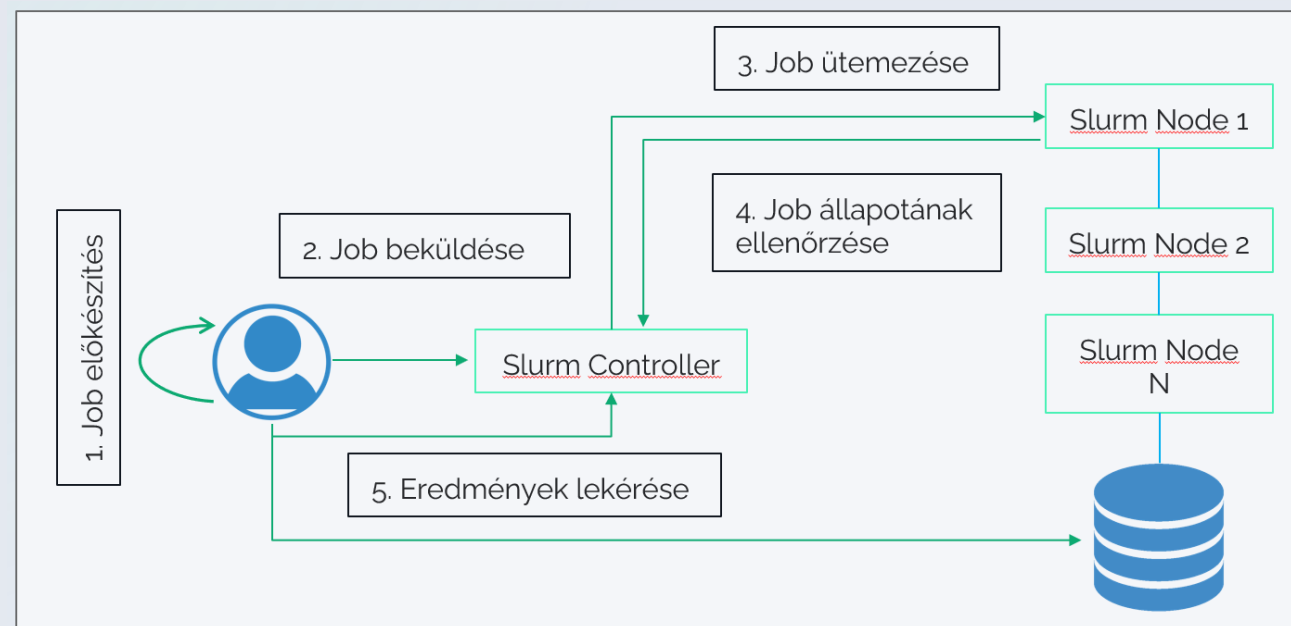 3. Job ütemezése
Slurm Node 1
4. Job állapotának
ellenőrzése
1. Job előkészítés
2. Job beküldése
Slurm Node 2
Slurm Controller
Slurm Node
N
5. Eredmények lekérése